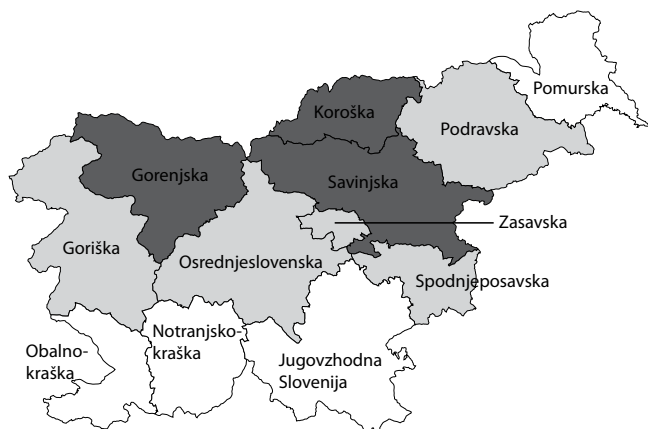 Pomurska
Koroška
Podravska
Gorenjska
Savinjska
Zasavska
Goriška
Osrednjeslovenska
Spodnjeposavska
Notranjsko-
kraška
Obalno-
kraška
Jugovzhodna
Slovenija